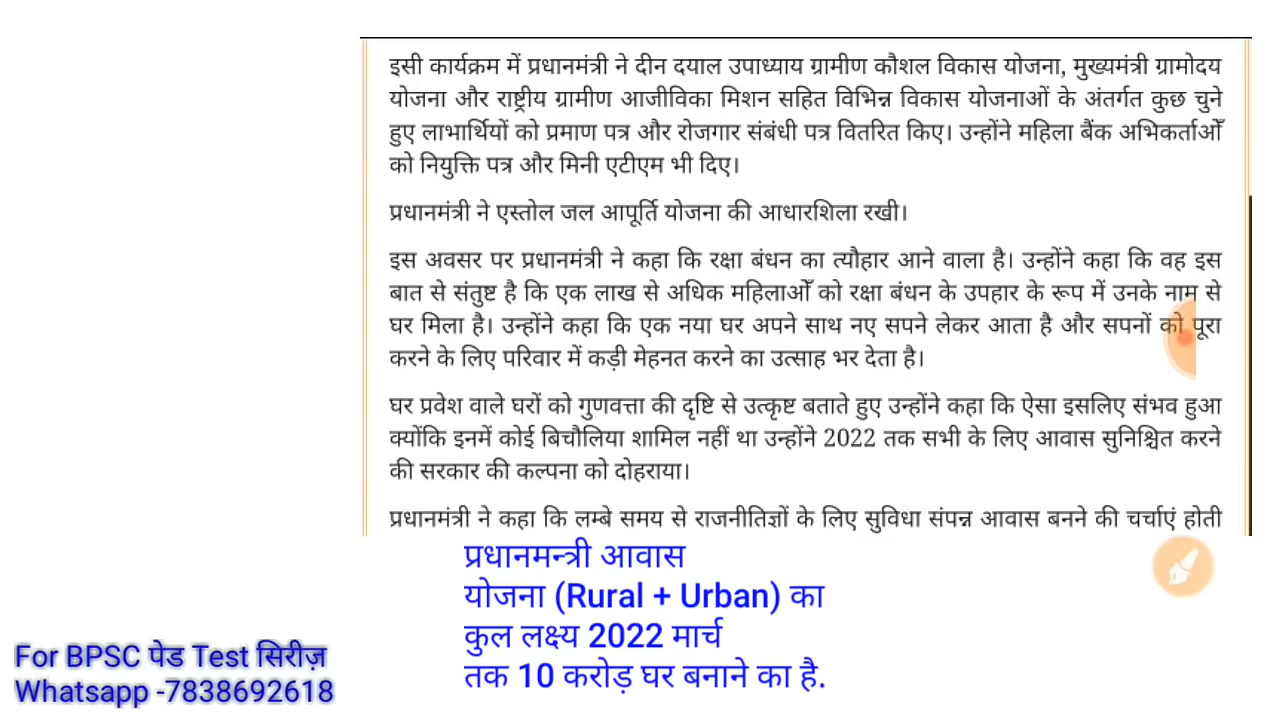 इसी कार्यक्रम में प्रधानमंत्री ने दीन दयाल उपाध्याय ग्रामीण कौशल विकास योजना, मुख्यमंत्री ग्रामोदय
योजना और राष्ट्रीय ग्रामीण आजीविका मिशन सहित विभिन्न विकास योजनाओं के अंतर्गत कुछ चुने
हुए लाभार्थियों को प्रमाण पत्र और रोजगार संबंधी पत्र वितरित किए। उन्होंने महिला बैंक अभिकर्ताओँ
को नियुक्ति पत्र और मिनी एटीएम भी दिए।
प्रधानमंत्री ने एस्तोल जल आपूर्ति योजना की आधारशिला रखी।
इस अवसर पर प्रधानमंत्री ने कहा कि रक्षा बंधन का त्यौहार आने वाला है। उन्होंने कहा कि वह इस
बात से संतुष्ट है कि एक लाख से अधिक महिलाओँ को रक्षा बंधन के उपहार के रूप में उनके नाम से
घर मिला है। उन्होंने कहा कि एक नया घर अपने साथ नए सपने लेकर आता है और सपनों को पूरा
करने के लिए परिवार में कड़ी मेहनत करने का उत्साह भर देता है।
घर प्रवेश वाले घरों को गुणवत्ता की दृष्टि से उत्कृष्ट बताते हुए उन्होंने कहा कि ऐसा इसलिए संभव हुआ
क्योंकि इनमें कोई बिचौलिया शामिल नहीं था उन्होंने 2022 तक सभी के लिए आवास सुनिश्चित करने
की सरकार की कल्पना को दोहराया।
प्रधानमंत्री ने कहा कि लम्बे समय से राजनीतिज्ञों के लिए सुविधा संपन्न आवास बनने की चर्चाएं होती
प्रधानमन्त्री आवास
योजना (Rural + Urban) का
कुल लक्ष्य 2022 मार्च
तक 10 करोड़ घर बनाने का है.
For BPSC पेड Test सिरीज़
Whatsapp -7838692618